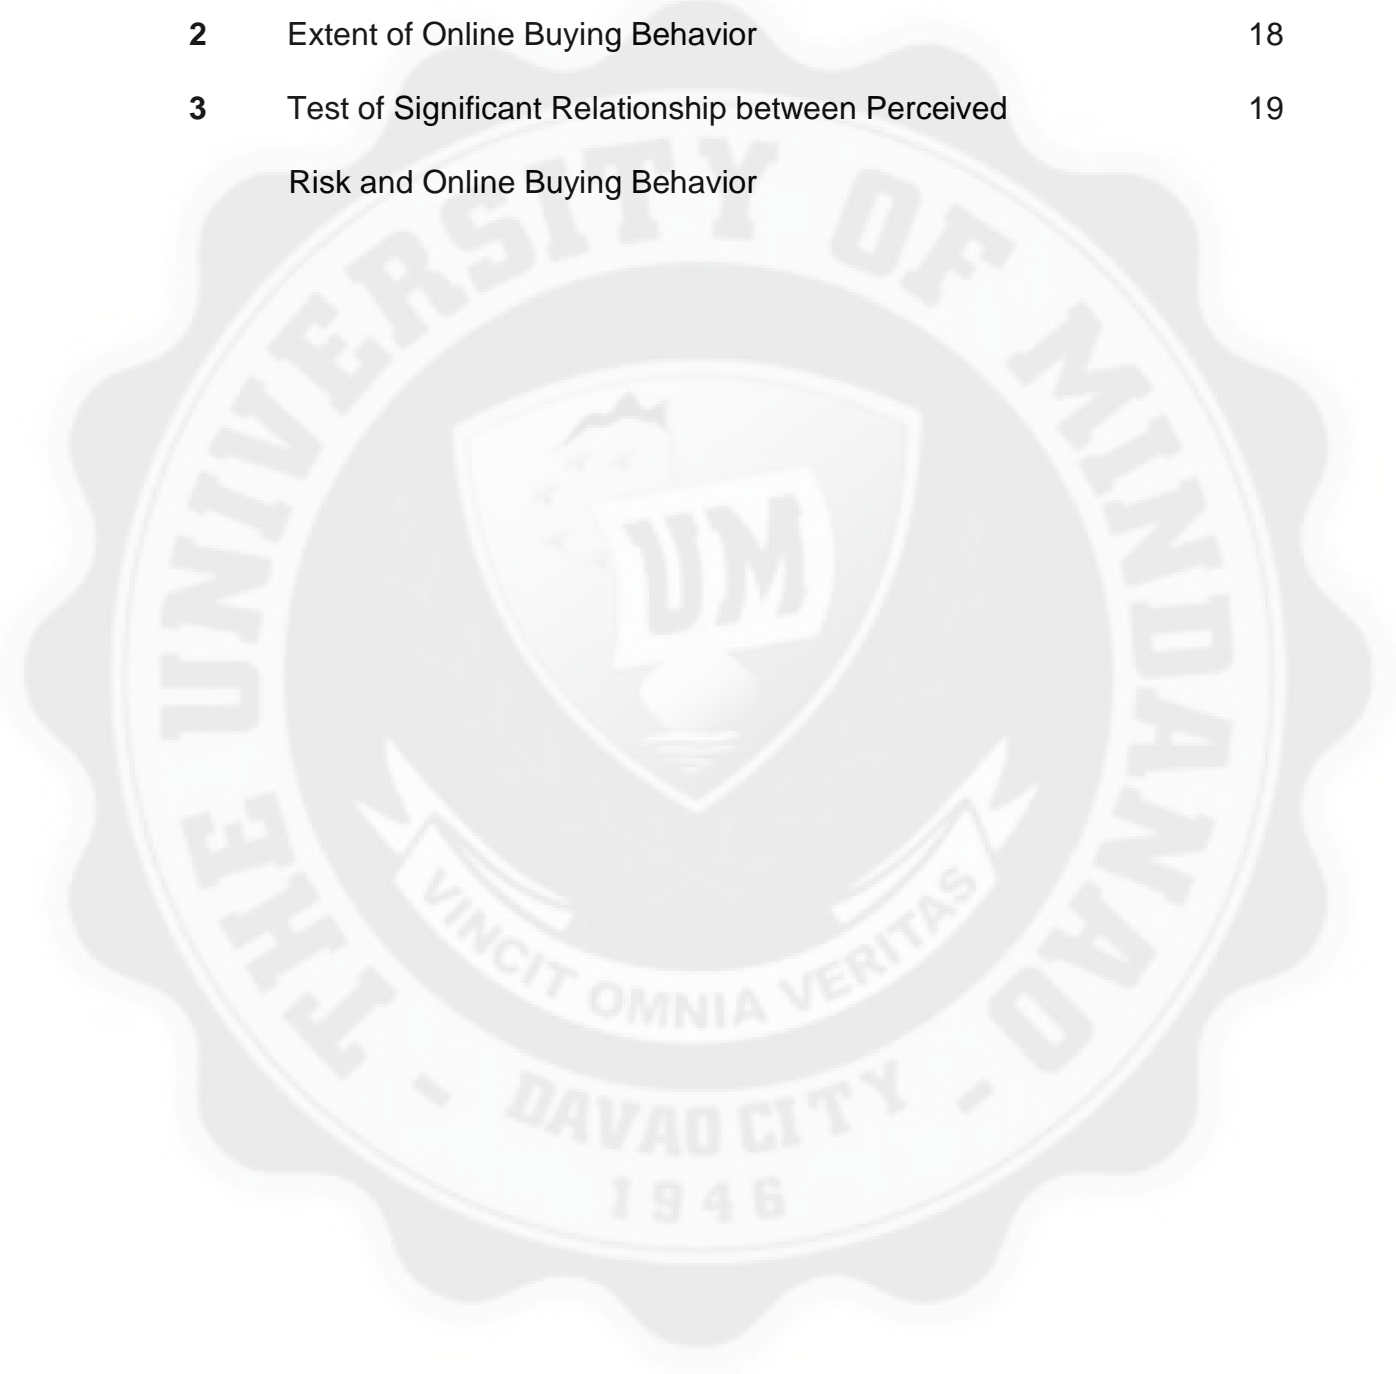 2 Extent of Online Buying Behavior 18
3 Test of Significant Relationship between Perceived 19
Risk and Online Buying Behavior
THE UNIVERSITY OF MINDANAO
UM
VINCIT OMNIA VERITAS
- DAVAO CITY -
1946